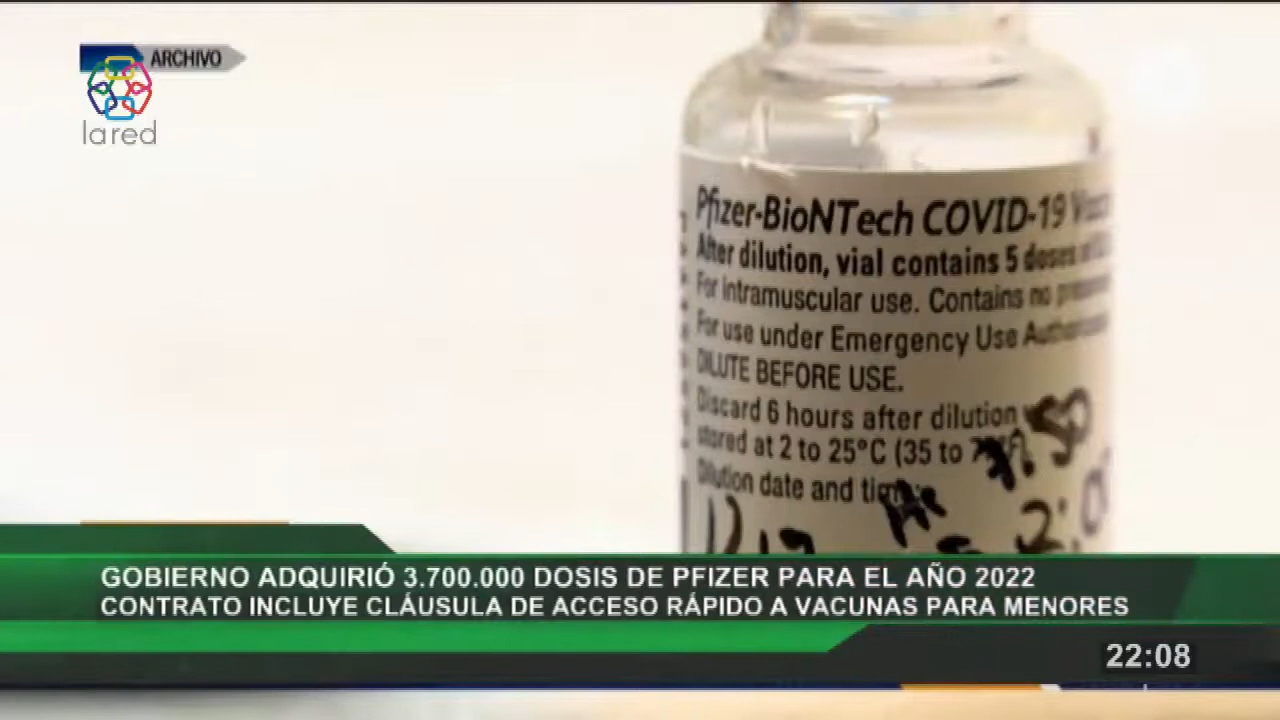 ARCHIVO
la red
Pfizer-BioNTech COVID-19
After dilution, vial contains 5 doses
For intramuscular use. Contains no
For use under Emergency Use
DILUTE BEFORE USE.
Discard 6 hours after dilution
stored at 2 to 25°C (35 to
Dilution date and time:
GOBIERNO ADQUIRIÓ 3.700.000 DOSIS DE PFIZER PARA EL AÑO 2022
CONTRATO INCLUYE CLÁUSULA DE ACCESO RÁPIDO A VACUNAS PARA MENORES
22:08